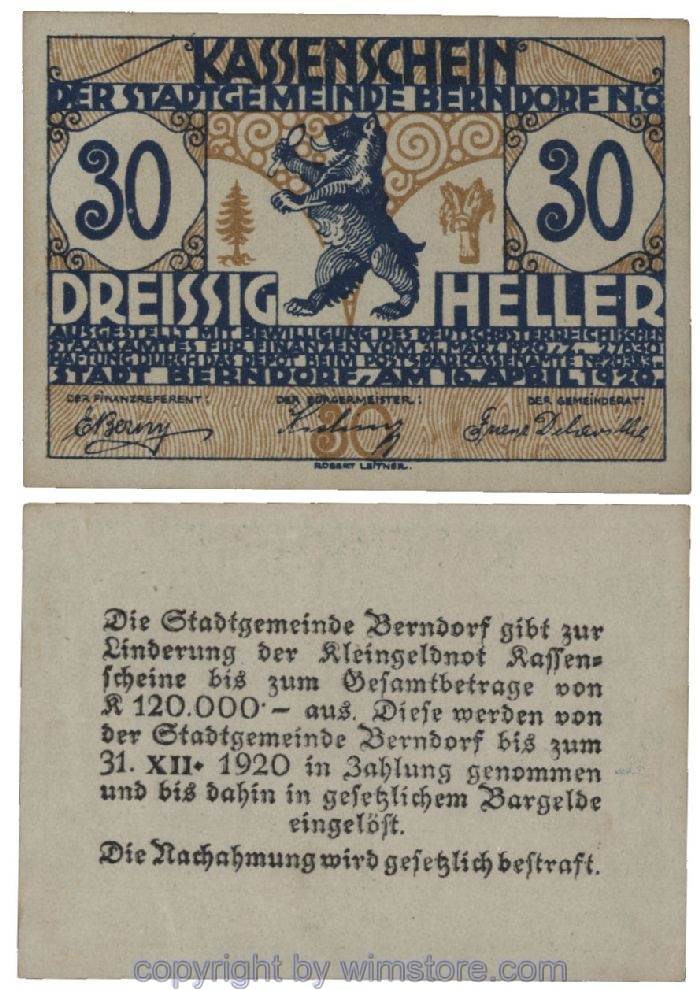 KASSENSCHEIN
DER STADTGEMEINDE BERNDORF N.Ö
30 30
DREISSIG HELLER
AUSGESTELLT MIT BEWILLIGUNG DES DEUTSCHÖSTERREICHISCHEN
STAATSAMTES FÜR FINANZEN VOM 31. MÄRZ 1920
HAFTUNG DURCH DAS DEPOT BEIM POSTSPARKASSENAMTE
STADT BERNDORF, AM 16. APRIL 1920.
DER FINANZREFERENT: DER BÜRGERMEISTER: DER GEMEINDERAT:
30
ROBERT LEITNER.
Die Stadtgemeinde Berndorf gibt zur
Linderung der Kleingeldnot Kassen=
scheine bis zum Gesamtbetrage von
K 120.000·– aus. Diese werden von
der Stadtgemeinde Berndorf bis zum
31. XII. 1920 in Zahlung genommen
und bis dahin in gesetzlichem Bargelde
eingelöst.
Die Nachahmung wird gesetzlich bestraft.
copyright by wimstore.com